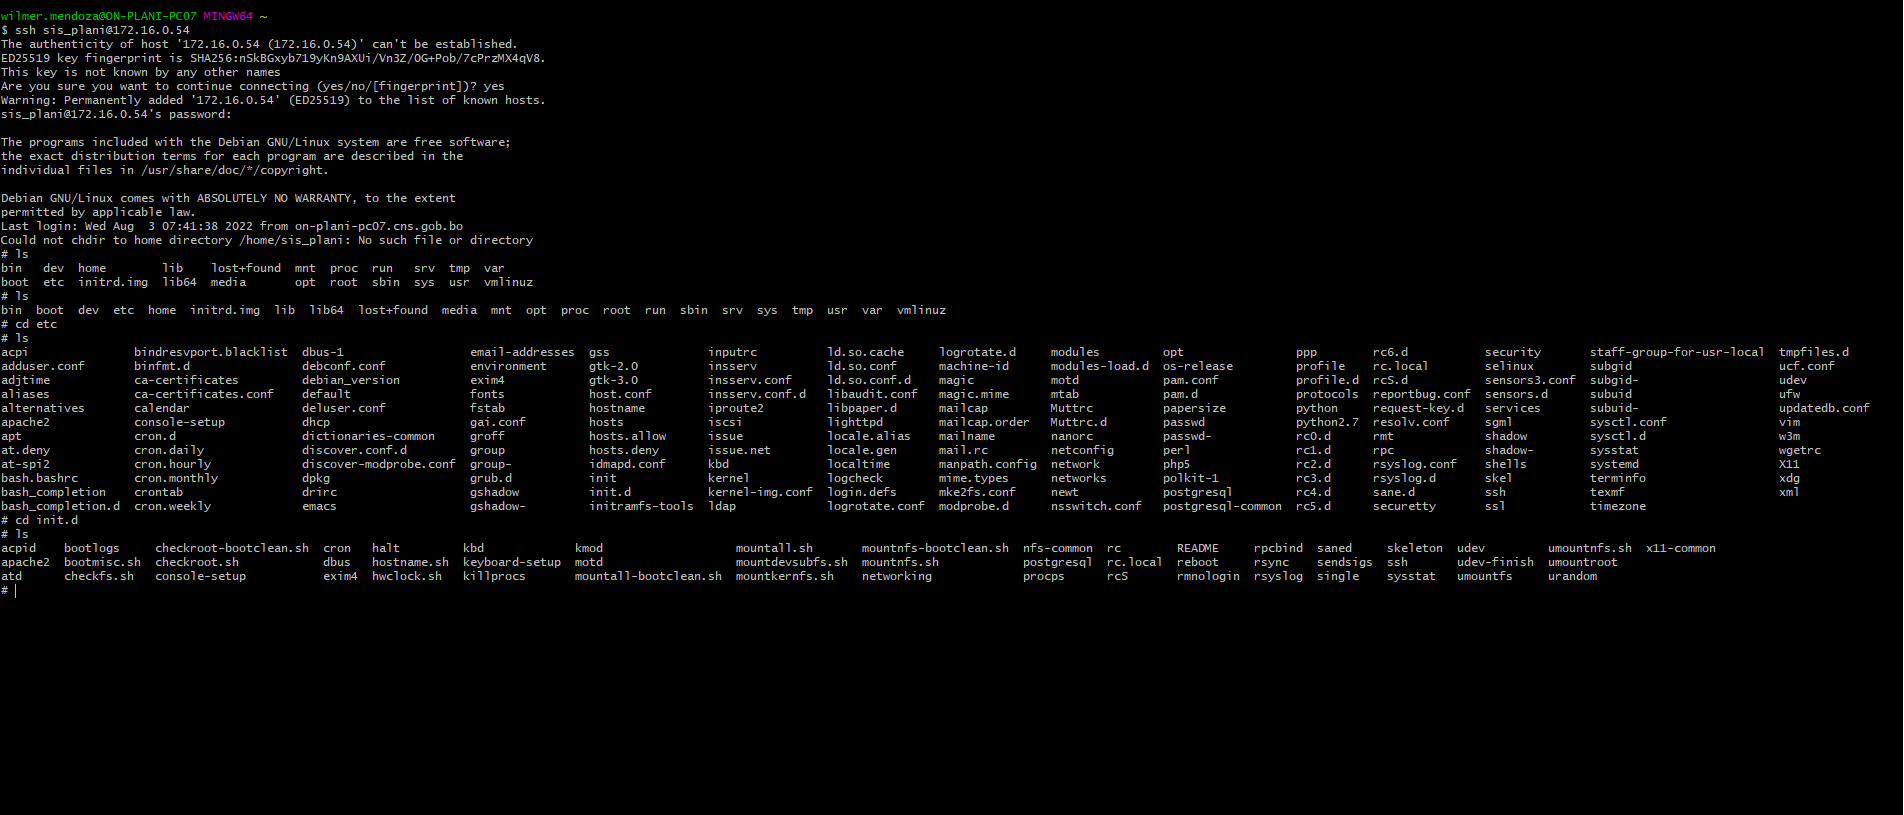 wilmer.mendoza@ON-PLANI-PC07 MINGW64 ~
$ ssh sis_plani@172.16.0.54
The authenticity of host '172.16.0.54 (172.16.0.54)' can't be established.
ED25519 key fingerprint is SHA256:nSkBGxyb719yKn9AXUi/Vn3Z/OG+Pob/7cPrzMX4qV8.
This key is not known by any other names
Are you sure you want to continue connecting (yes/no/[fingerprint])? yes
Warning: Permanently added '172.16.0.54' (ED25519) to the list of known hosts.
sis_plani@172.16.0.54's password:
The programs included with the Debian GNU/Linux system are free software;
the exact distribution terms for each program are described in the
individual files in /usr/share/doc/*/copyright.
Debian GNU/Linux comes with ABSOLUTELY NO WARRANTY, to the extent
permitted by applicable law.
Last login: Wed Aug  3 07:41:38 2022 from on-plani-pc07.cns.gob.bo
Could not chdir to home directory /home/sis_plani: No such file or directory
# ls
bin   dev  home        lib    lost+found  mnt  proc  run   srv  tmp  var
boot  etc  initrd.img  lib64  media       opt  root  sbin  sys  usr  vmlinuz
# ls
bin  boot  dev  etc  home  initrd.img  lib  lib64  lost+found  media  mnt  opt  proc  root  run  sbin  srv  sys  tmp  usr  var  vmlinuz
# cd etc
# ls
acpi bindresvport.blacklist dbus-1 email-addresses gss inputrc ld.so.cache logrotate.d modules opt ppp rc6.d security staff-group-for-usr-local tmpfiles.d
adduser.conf binfmt.d debconf.conf environment gtk-2.0 insserv ld.so.conf machine-id modules-load.d os-release profile rc.local selinux subgid ucf.conf
adjtime ca-certificates debian_version exim4 gtk-3.0 insserv.conf ld.so.conf.d magic motd pam.conf profile.d rcS.d sensors3.conf subgid- udev
aliases ca-certificates.conf default fonts host.conf insserv.conf.d libaudit.conf magic.mime mtab pam.d protocols reportbug.conf sensors.d subuid ufw
alternatives calendar deluser.conf fstab hostname iproute2 libpaper.d mailcap Muttrc papersize python request-key.d services subuid- updatedb.conf
apache2 console-setup dhcp gai.conf hosts iscsi lighttpd mailcap.order Muttrc.d passwd python2.7 resolv.conf sgml sysctl.conf vim
apt cron.d dictionaries-common groff hosts.allow issue locale.alias mailname nanorc passwd- rc0.d rmt shadow sysctl.d w3m
at.deny cron.daily discover.conf.d group hosts.deny issue.net locale.gen mail.rc netconfig perl rc1.d rpc shadow- sysstat wgetrc
at-spi2 cron.hourly discover-modprobe.conf group- idmapd.conf kbd localtime manpath.config network php5 rc2.d rsyslog.conf shells systemd X11
bash.bashrc cron.monthly dpkg grub.d init kernel logcheck mime.types networks polkit-1 rc3.d rsyslog.d skel terminfo xdg
bash_completion crontab drirc gshadow init.d kernel-img.conf login.defs mke2fs.conf newt postgresql rc4.d sane.d ssh texmf xml
bash_completion.d cron.weekly emacs gshadow- initramfs-tools ldap logrotate.conf modprobe.d nsswitch.conf postgresql-common rc5.d securetty ssl timezone
# cd init.d
# ls
acpid bootlogs checkroot-bootclean.sh cron halt kbd kmod mountall.sh mountnfs-bootclean.sh nfs-common rc README rpcbind saned skeleton udev umountnfs.sh x11-common
apache2 bootmisc.sh checkroot.sh dbus hostname.sh keyboard-setup motd mountdevsubfs.sh mountnfs.sh postgresql rc.local reboot rsync sendsigs ssh udev-finish umountroot
atd checkfs.sh console-setup exim4 hwclock.sh killprocs mountall-bootclean.sh mountkernfs.sh networking procps rcS rmnologin rsyslog single sysstat umountfs urandom
#